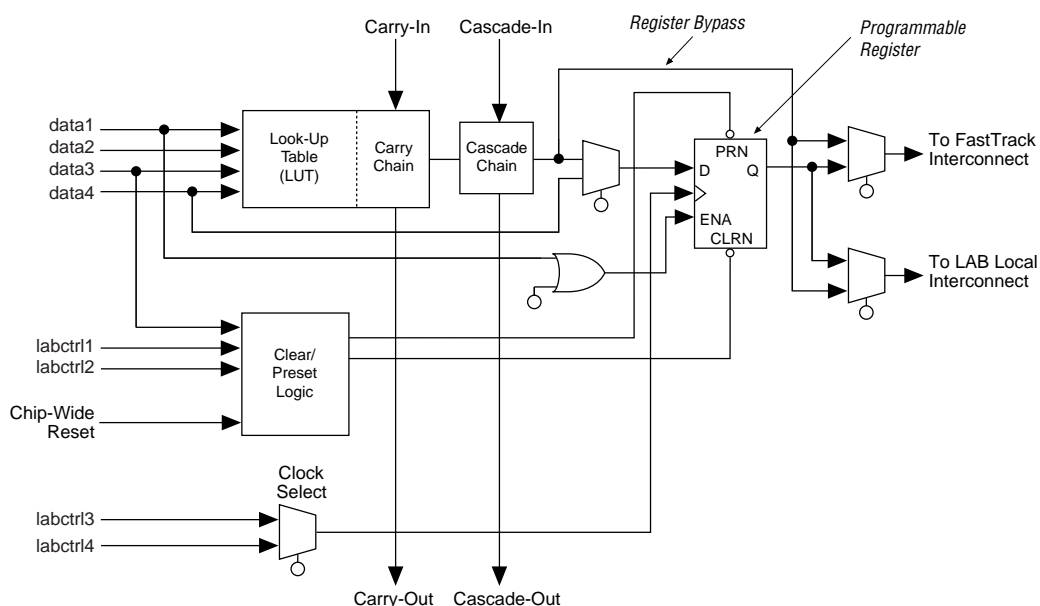 Carry-In
Cascade-In
Register Bypass
Programmable
Register
data1
data2
data3
data4
Look-Up
Table
(LUT)
Carry
Chain
Cascade
Chain
PRN
D
Q
ENA
CLRN
To FastTrack
Interconnect
To LAB Local
Interconnect
labctrl1
labctrl2
Clear/
Preset
Logic
Chip-Wide
Reset
Clock
Select
labctrl3
labctrl4
Carry-Out
Cascade-Out